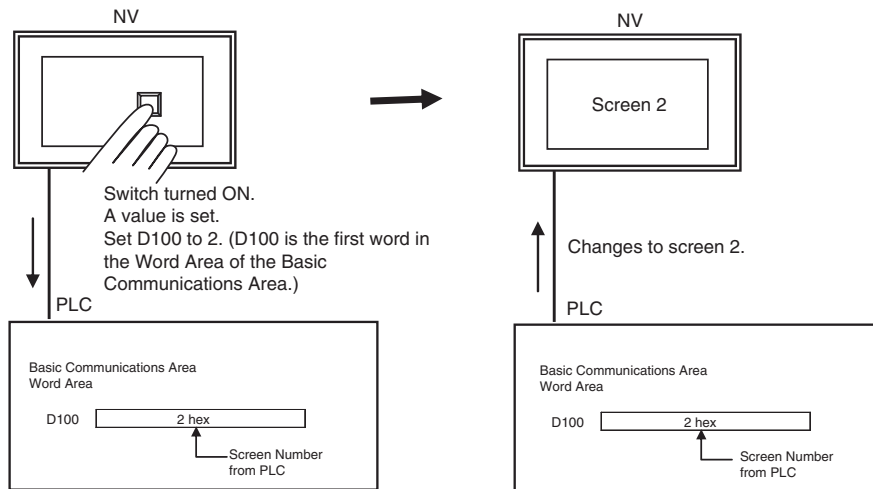 NV
Switch turned ON.
A value is set.
Set D100 to 2. (D100 is the first word in
the Word Area of the Basic
Communications Area.)
PLC
Basic Communications Area
Word Area
D100
2 hex
Screen Number
from PLC
NV
Screen 2
Changes to screen 2.
PLC
Basic Communications Area
Word Area
D100
2 hex
Screen Number
from PLC